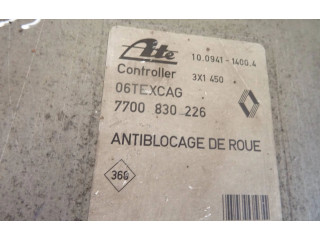 Ate 10.0941-1400.4
Controller 3X1 450
06TEXCAG
7700 830 226
ANTIBLOCAGE DE ROUE
360